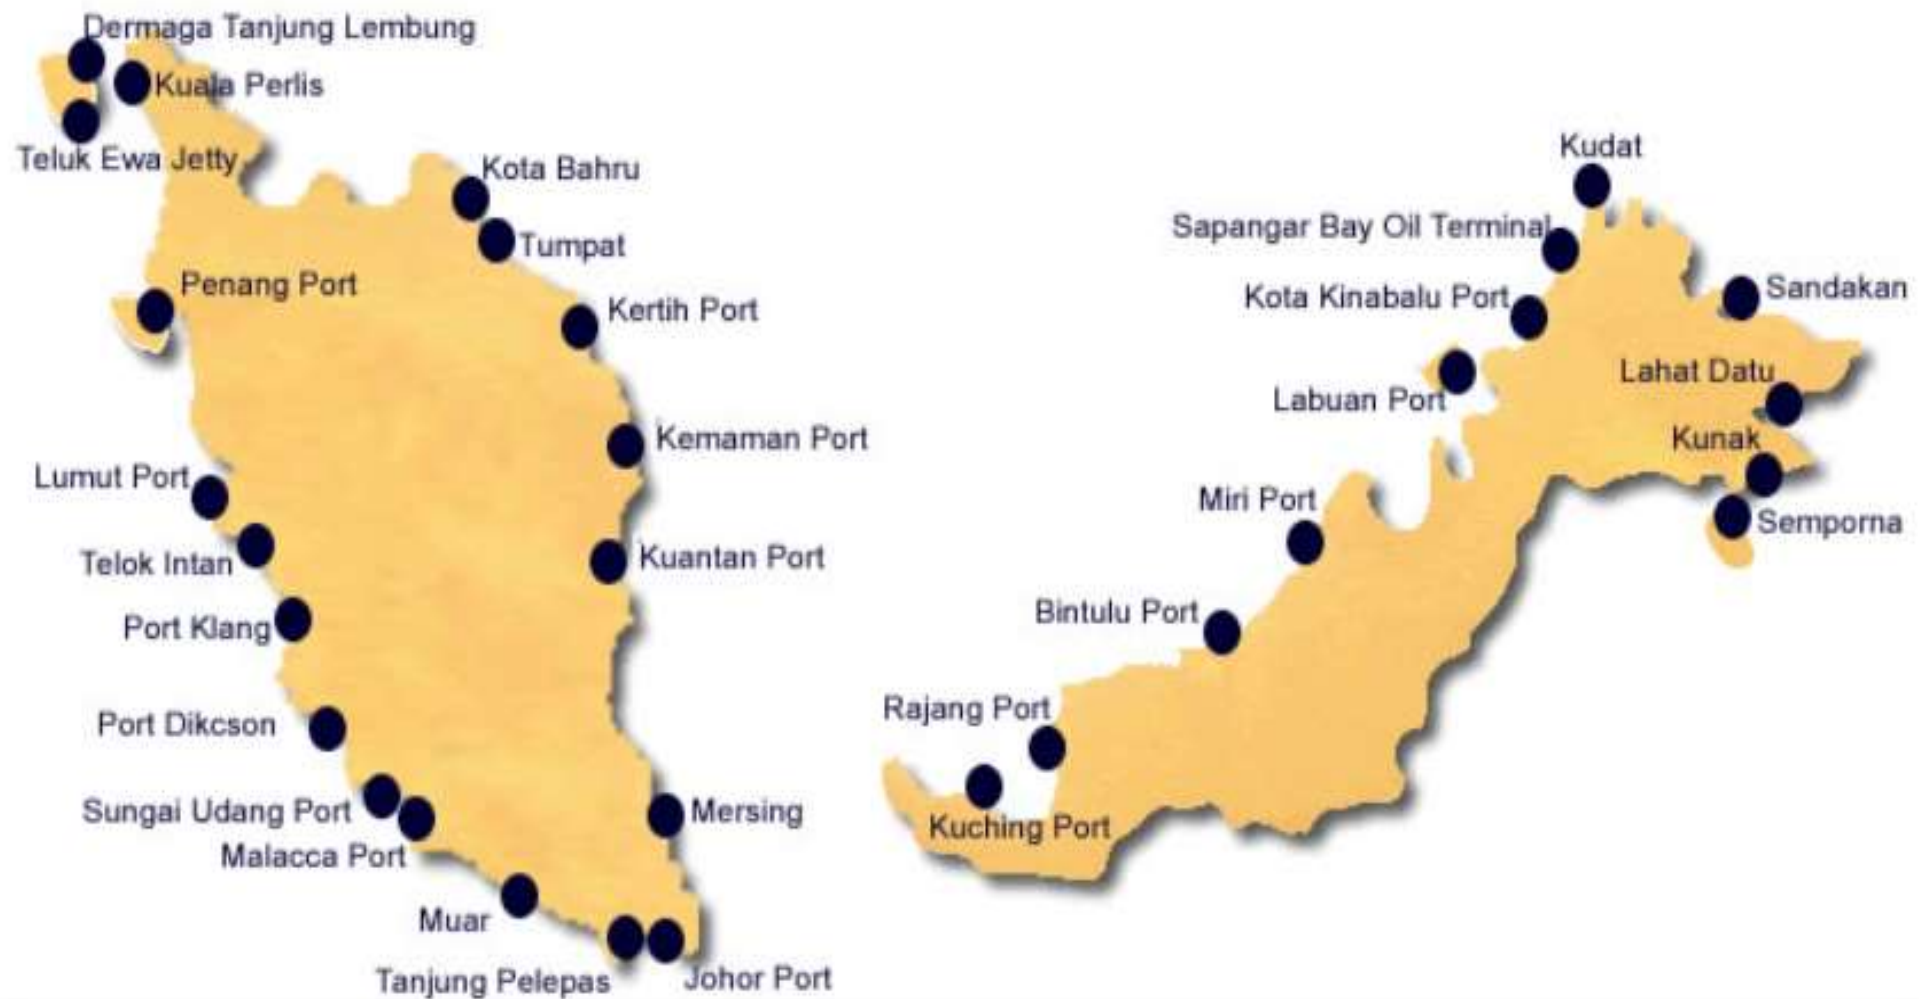 Dermaga Tanjung Lembung
Kuala Perlis
Teluk Ewa Jetty
Kota Bahru
Tumpat
Penang Port
Kertih Port
Kemaman Port
Lumut Port
Telok Intan
Kuantan Port
Port Klang
Port Dikcson
Sungai Udang Port
Mersing
Malacca Port
Muar
Tanjung Pelepas
Johor Port
Kudat
Sapangar Bay Oil Terminal
Sandakan
Kota Kinabalu Port
Lahat Datu
Labuan Port
Kunak
Miri Port
Semporna
Bintulu Port
Rajang Port
Kuching Port